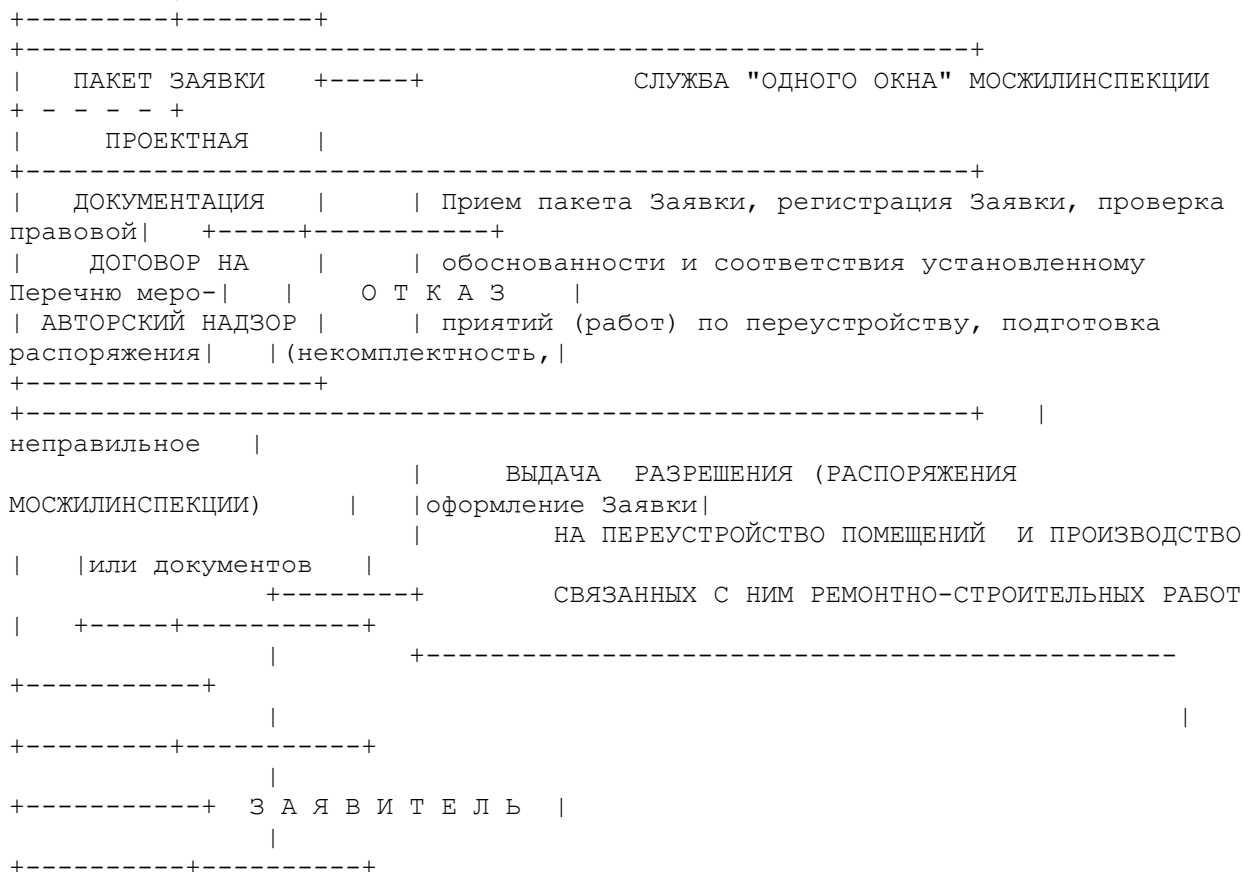 +---------+--------+
+-----------------------------------------------------------+
|   ПАКЕТ ЗАЯВКИ   +-----+             СЛУЖБА "ОДНОГО ОКНА" МОСЖИЛИНСПЕКЦИИ
+ - - - - +
|     ПРОЕКТНАЯ    |
+-----------------------------------------------------------+
|   ДОКУМЕНТАЦИЯ   |     | Прием пакета Заявки, регистрация Заявки, проверка
правовой|   +-----+-----------+
|    ДОГОВОР НА    |     | обоснованности и соответствия установленному
Перечню меро-|   |    О Т К А З    |
| АВТОРСКИЙ НАДЗОР |     | приятий (работ) по переустройству, подготовка
распоряжения|   |(некомплектность,|
+------------------+
+-----------------------------------------------------------+   |
неправильное   |
|     ВЫДАЧА  РАЗРЕШЕНИЯ (РАСПОРЯЖЕНИЯ
МОСЖИЛИНСПЕКЦИИ)     |   |оформление Заявки|
|        НА ПЕРЕУСТРОЙСТВО ПОМЕЩЕНИЙ  И ПРОИЗВОДСТВО
|   |или документов   |
+--------+        СВЯЗАННЫХ С НИМ РЕМОНТНО-СТРОИТЕЛЬНЫХ РАБОТ
|   +-----+-----------+
|        +-----------------------------------------------
+-----------+
|                                                        |
+---------+-----------+
|
+-----------+  З А Я В И Т Е Л Ь  |
|
+----------+----------+